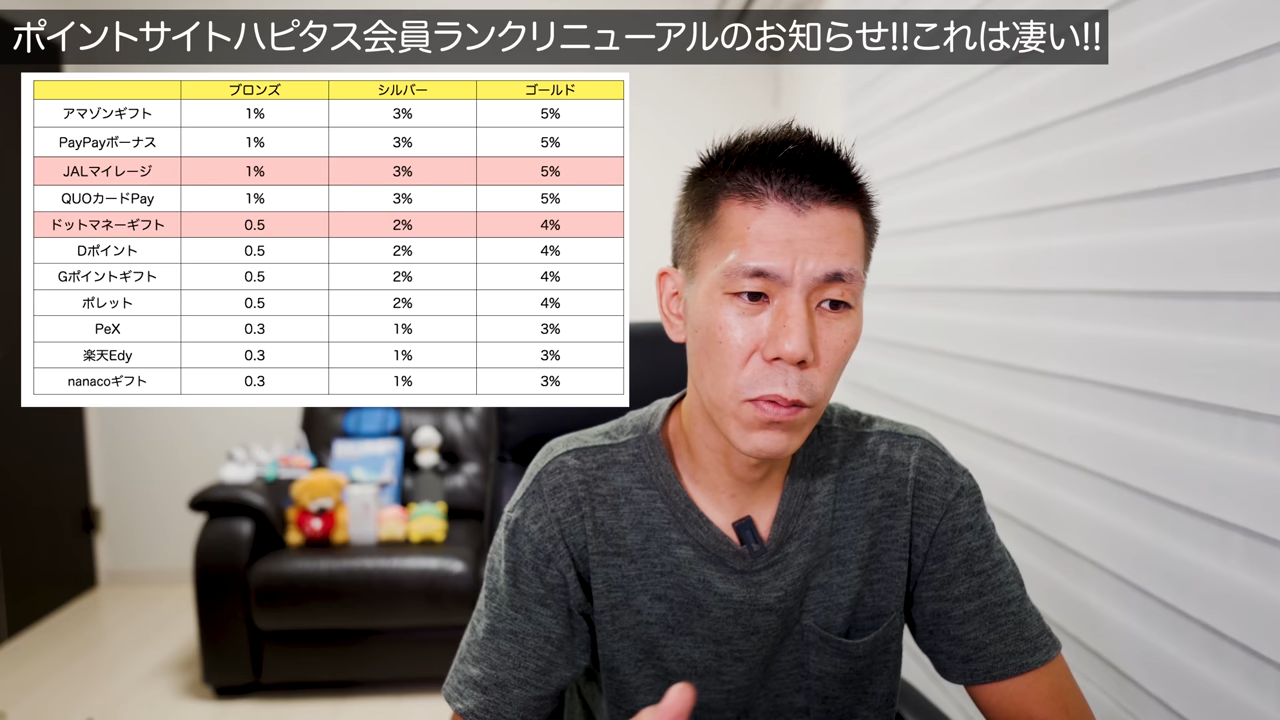 ポイントサイトハピタス会員ランクリニューアルのお知らせ!!これは凄い!!
ブロンズ シルバー ゴールド
アマゾンギフト 1% 3% 5%
PayPayボーナス 1% 3% 5%
JALマイレージ 1% 3% 5%
QUOカードPay 1% 3% 5%
ドットマネーギフト 0.5 2% 4%
Dポイント 0.5 2% 4%
Gポイントギフト 0.5 2% 4%
ポレット 0.5 2% 4%
PeX 0.3 1% 3%
楽天Edy 0.3 1% 3%
nanacoギフト 0.3 1% 3%